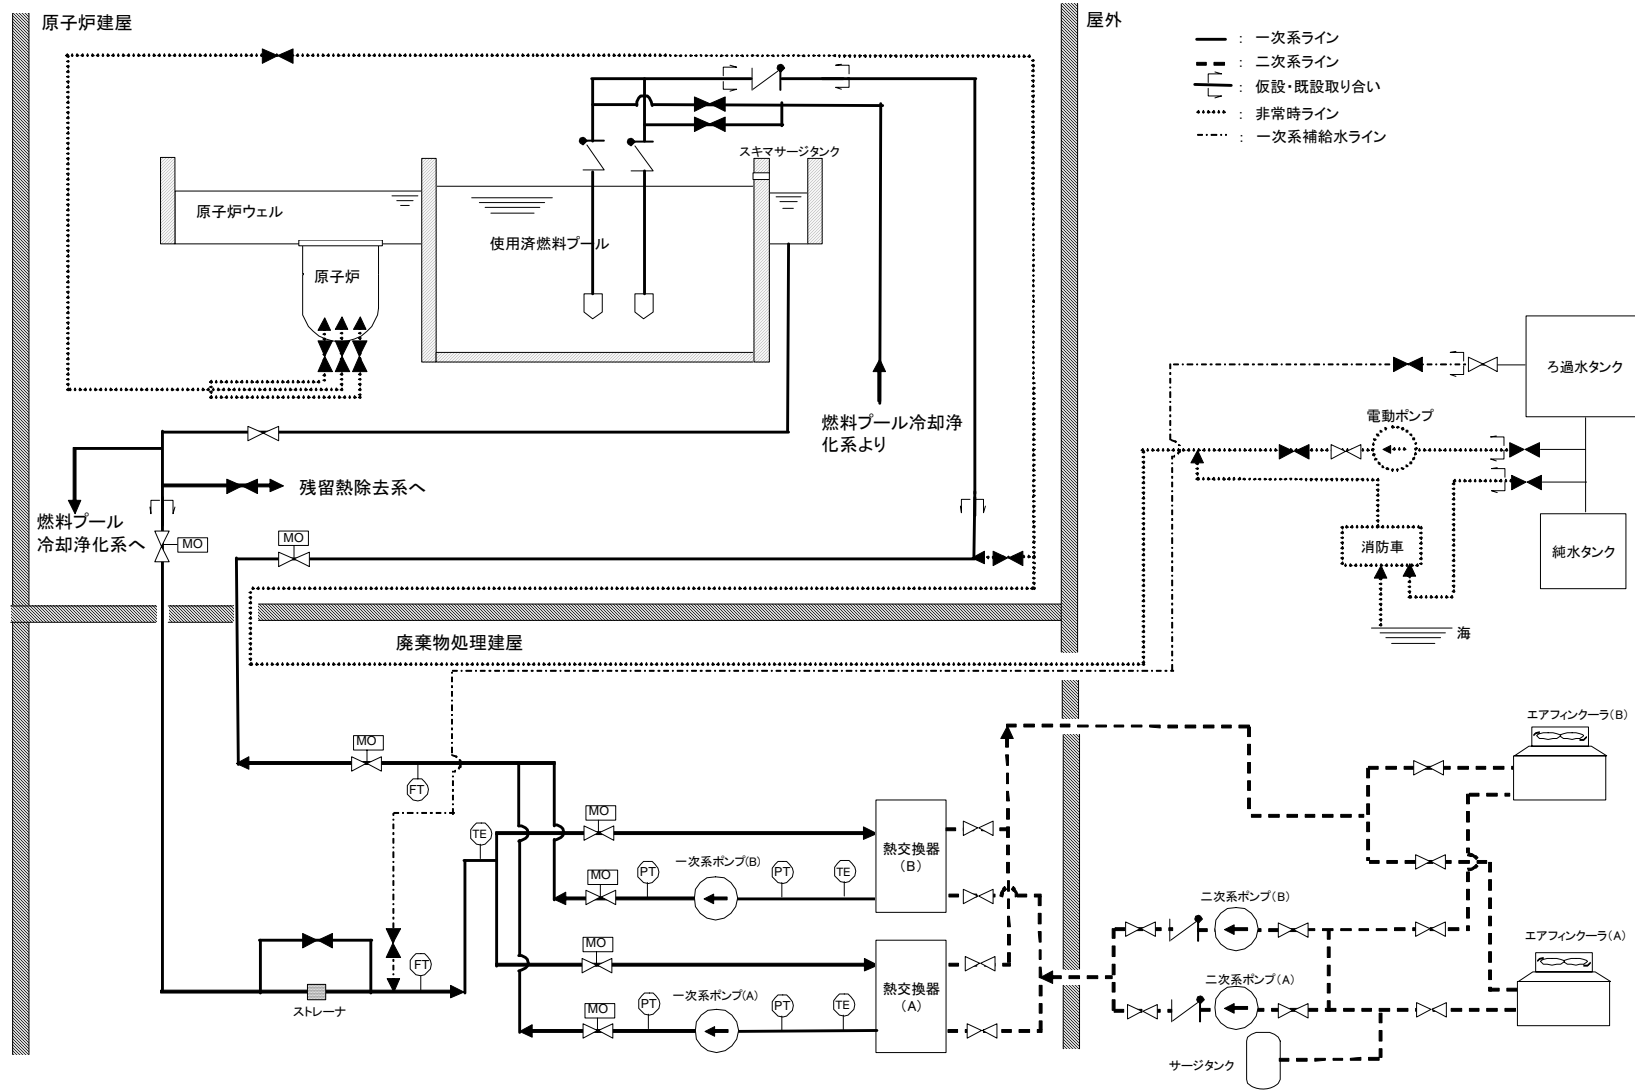 原子炉建屋
屋外
: 一次系ライン
: 二次系ライン
: 仮設・既設取り合い
: 非常時ライン
: 一次系補給水ライン
スキマサージタンク
原子炉ウェル
使用済燃料プール
原子炉
ろ過水タンク
電動ポンプ
燃料プール冷却浄
化系より
残留熱除去系へ
燃料プール
冷却浄化系へ
MO
MO
消防車
純水タンク
海
廃棄物処理建屋
エアフィンクーラ(B)
MO
FT
MO
TE
熱交換器
(B)
一次系ポンプ(B)
MO
PT
PT
TE
二次系ポンプ(B)
エアフィンクーラ(A)
MO
FT
熱交換器
(A)
二次系ポンプ(A)
一次系ポンプ(A)
MO
PT
PT
TE
ストレーナ
サージタンク